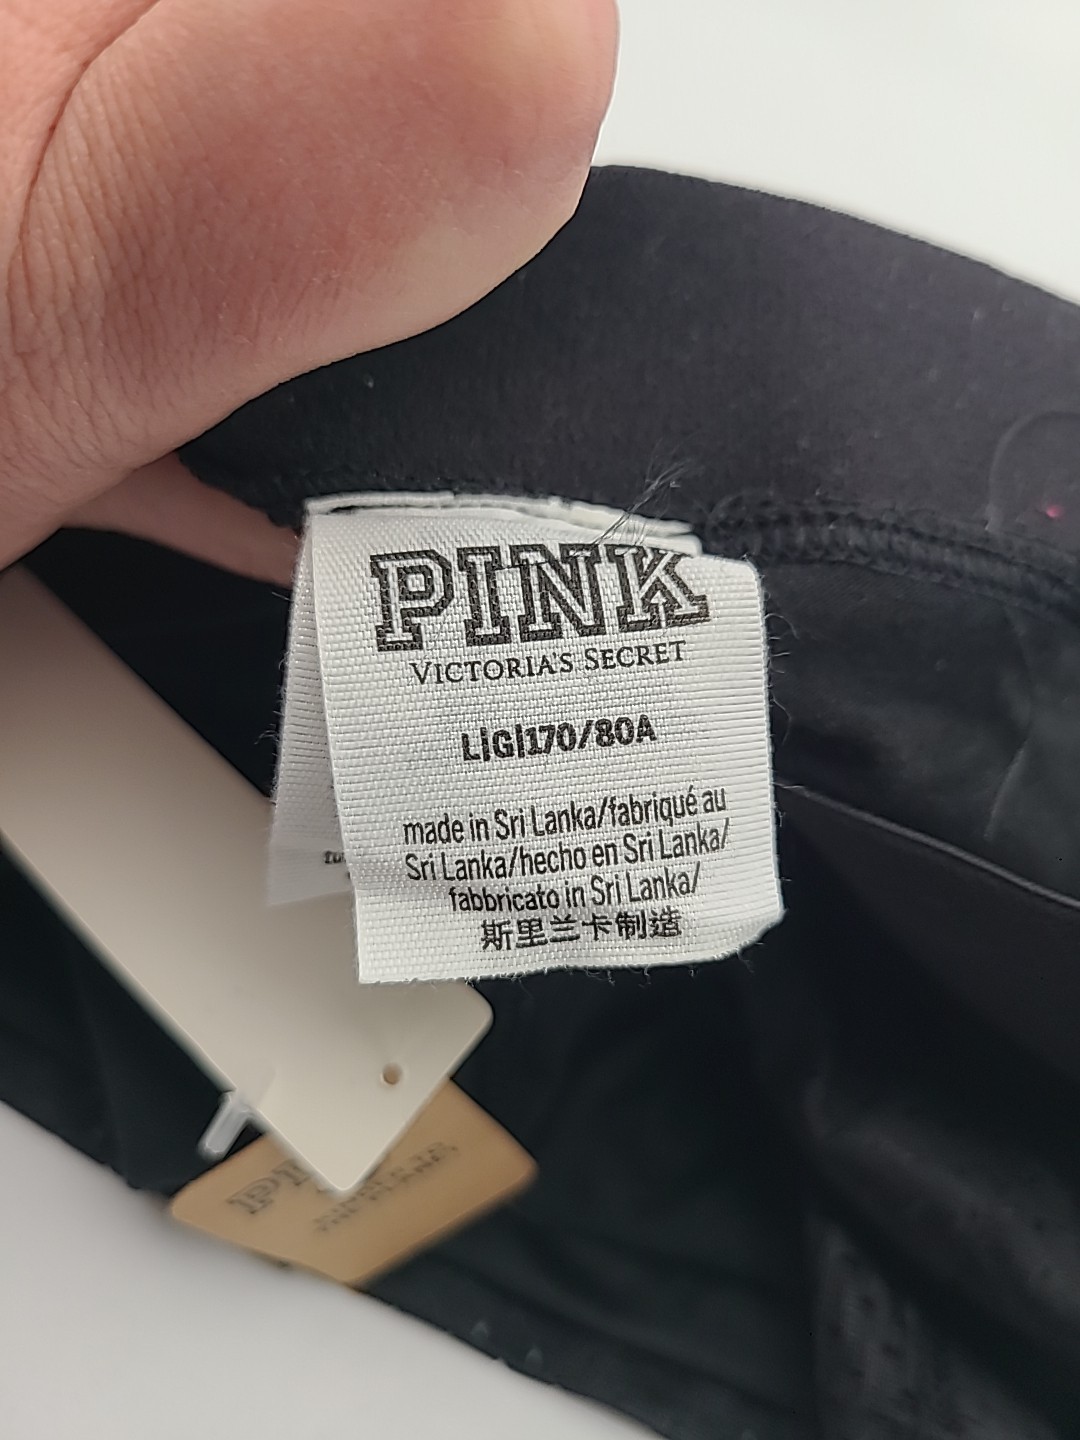 PINK
VICTORIA'S SECRET
L|G|170/80A
made in Sri Lanka/fabriqué au
Sri Lanka/hecho en Sri Lanka/
fabbricato in Sri Lanka/
斯里兰卡制造